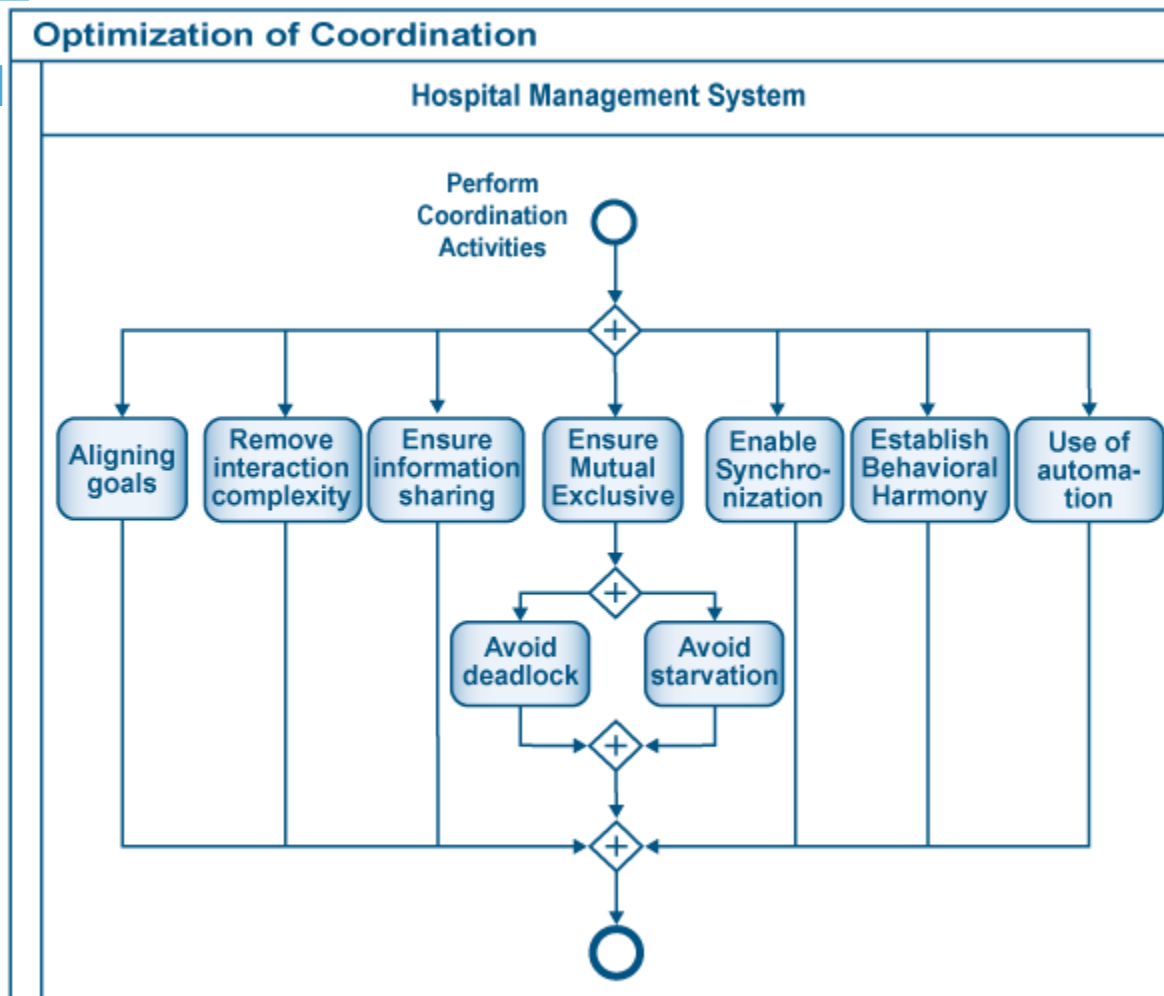 Optimization of Coordination
Hospital Management System
Perform
Coordination
Activities
Aligning
goals
Remove
interaction
complexity
Ensure
information
sharing
Ensure
Mutual
Exclusive
Enable
Synchro-
nization
Establish
Behavioral
Harmony
Use of
automa-
tion
Avoid
deadlock
Avoid
starvation